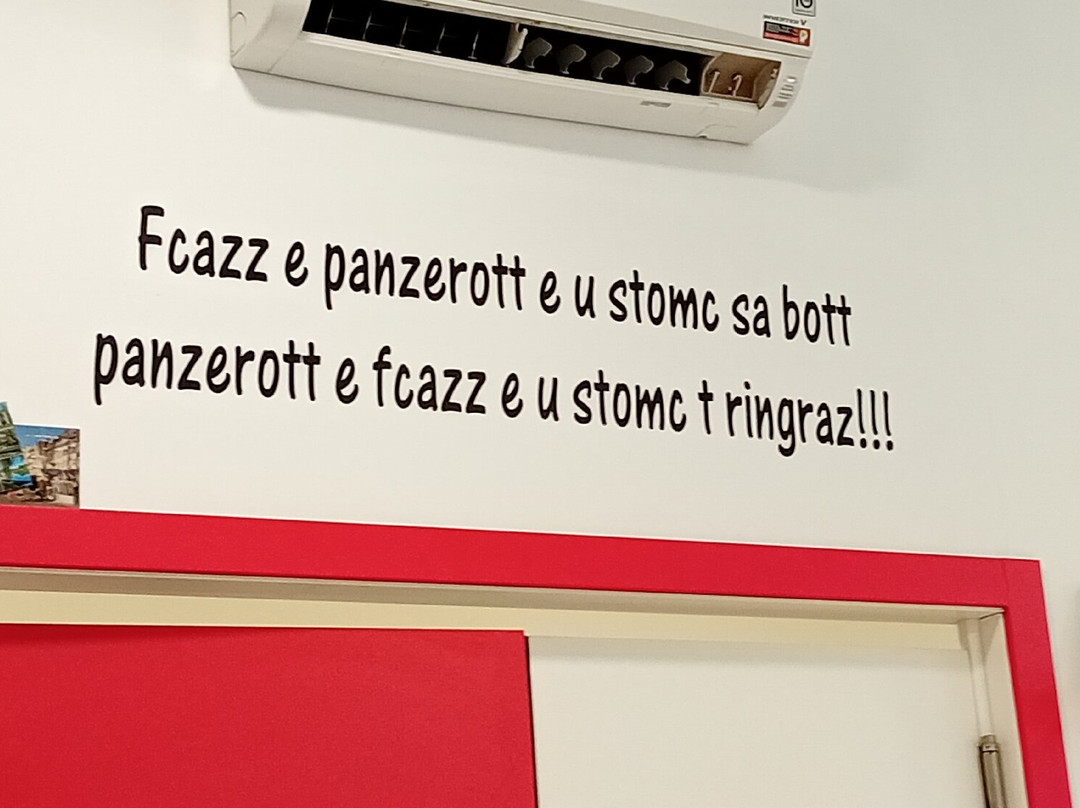 Fcazz e panzerott e u stomc sa bott
panzerott e fcazz e u stomc t ringraz!!!